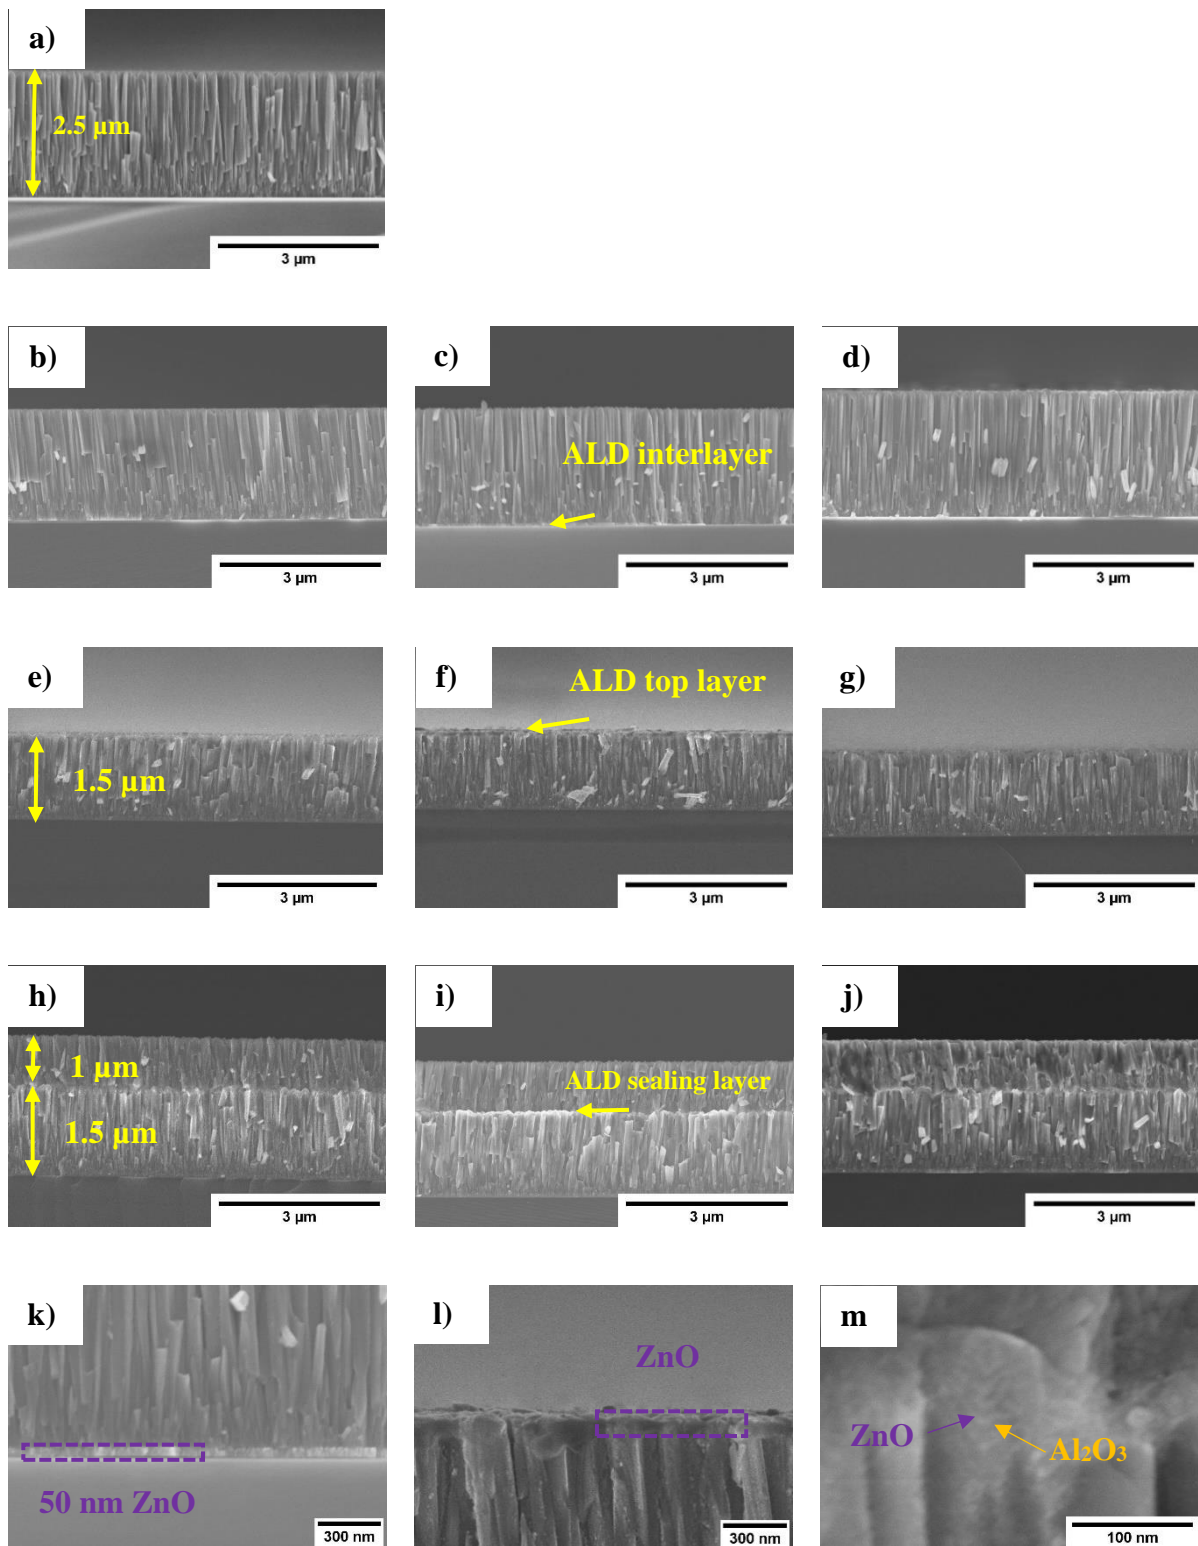 a)
2.5 µm
3 µm
b)
3 µm
c)
ALD interlayer
3 µm
d)
3 µm
e)
1.5 µm
3 µm
f)
ALD top layer
3 µm
g)
3 µm
h)
1 µm
1.5 µm
3 µm
i)
ALD sealing layer
3 µm
j)
3 µm
k)
50 nm ZnO
300 nm
l)
ZnO
300 nm
m
ZnO
Al₂O₃
100 nm